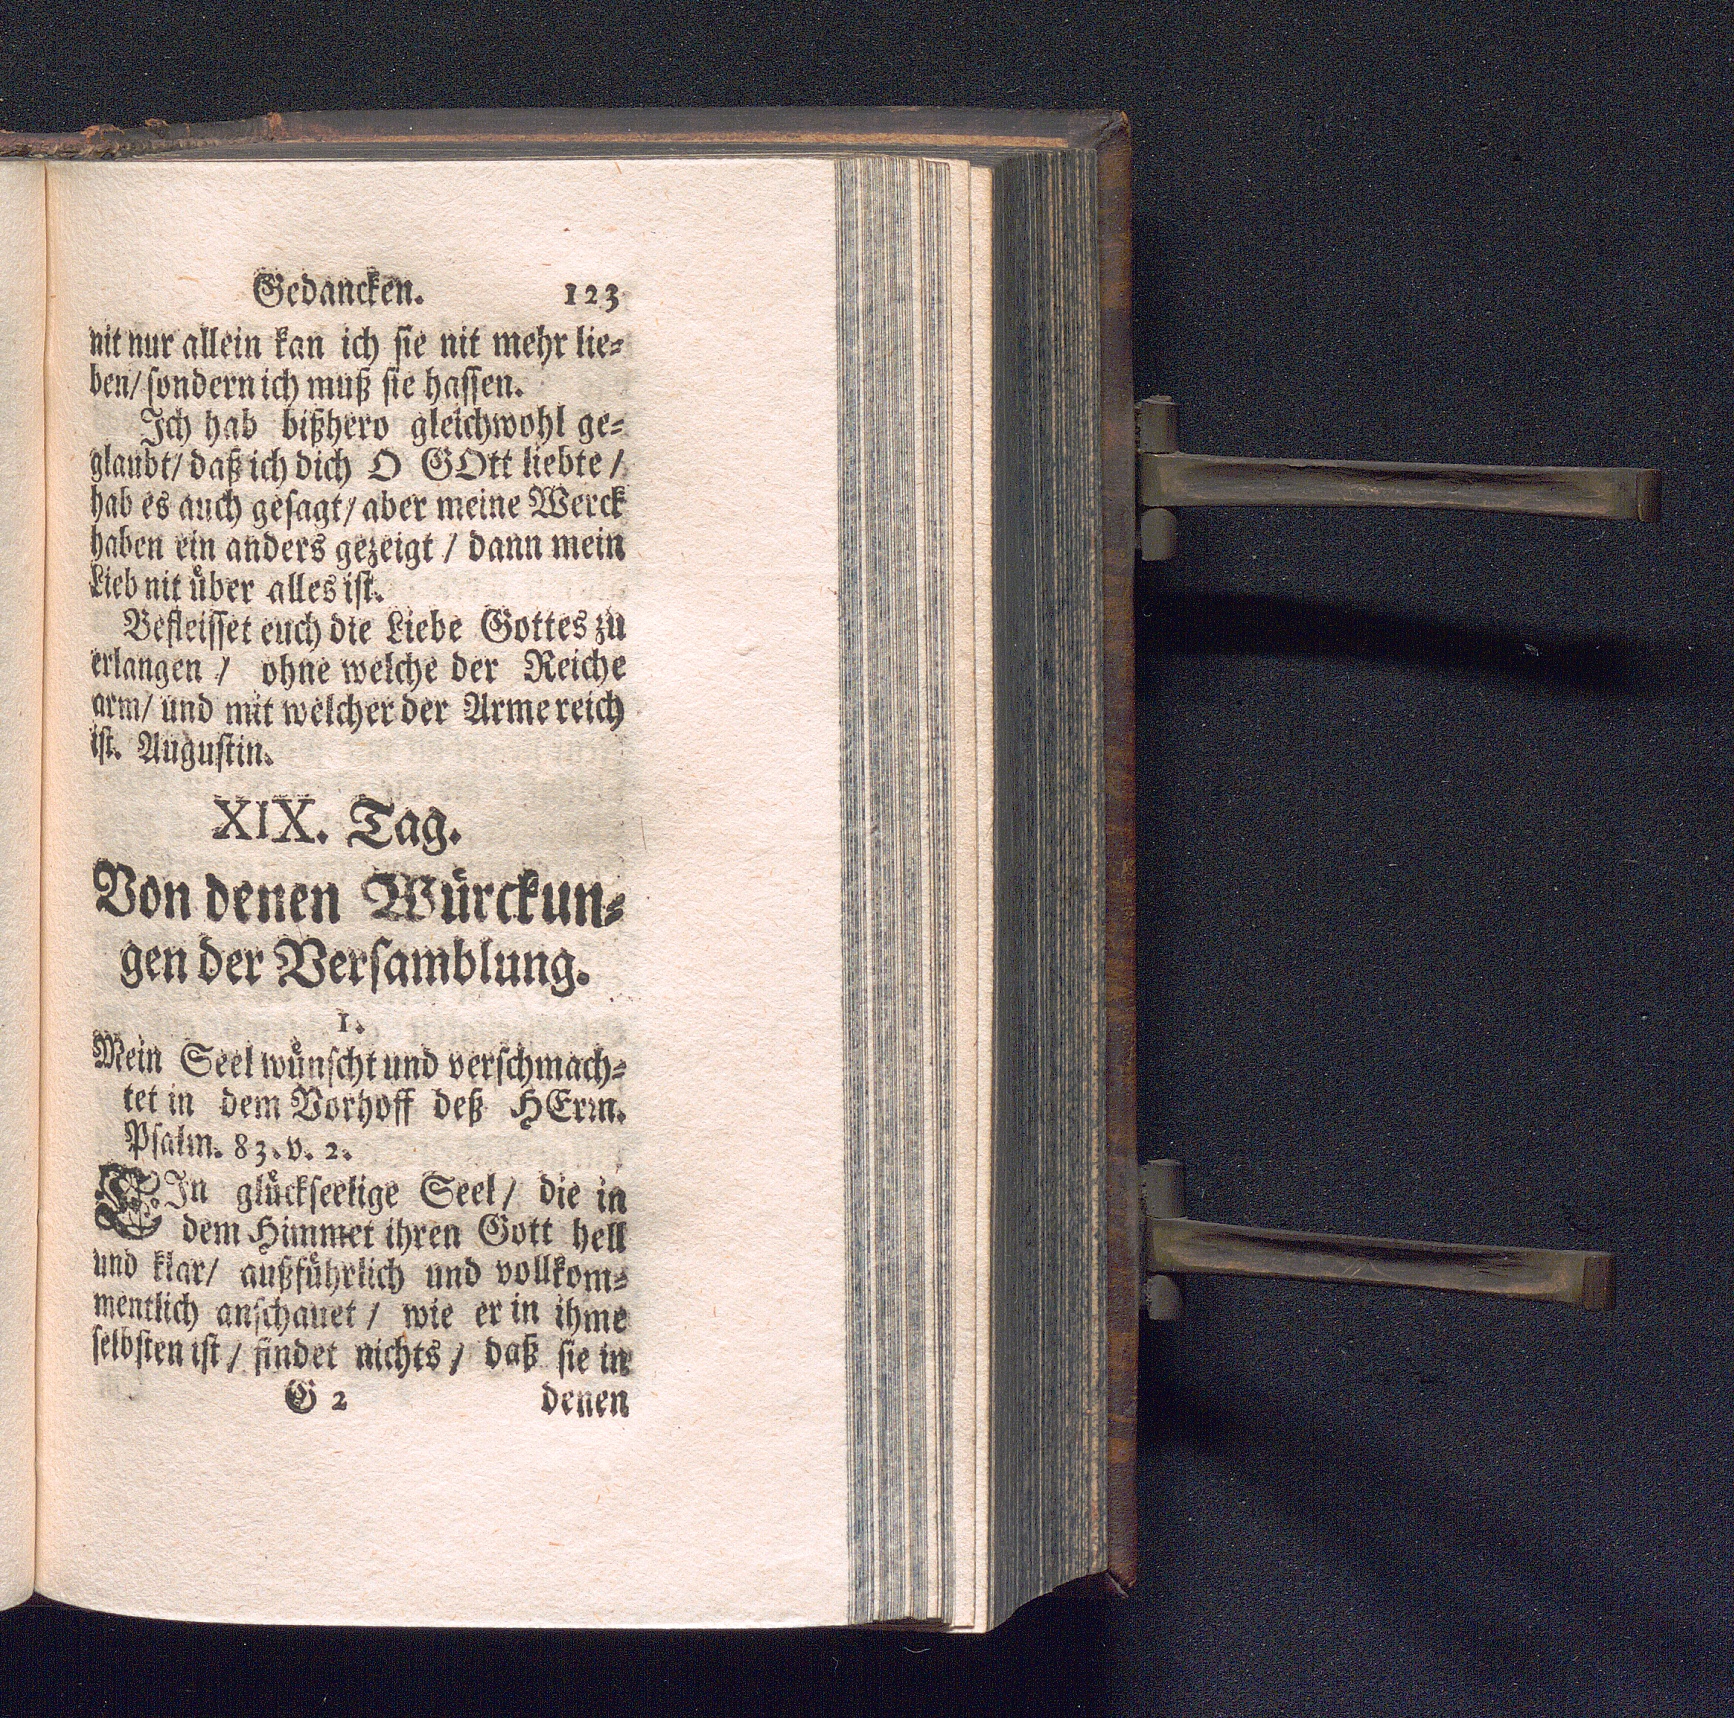 Gedancken. 123
nit nur allein kan ich sie nit mehr lie-
ben/ sondern ich muß sie hassen.
Ich hab bißhero gleichwohl ge-
glaubt/ daß ich dich O GOtt liebte /
hab es auch gesagt/ aber meine Werck
haben ein anders gezeigt / dann mein
Lieb nit über alles ist.
Befleisset euch die Liebe Gottes zu
erlangen / ohne welche der Reiche
arm/ und mit welcher der Arme reich
ist. Augustin.
XIX. Tag.
Von denen Würckun-
gen der Versamblung.
1.
Mein Seel wünscht und verschmach-
tet in dem Vorhoff deß HErrn.
Psalm. 83. v. 2.
EIn glückseelige Seel/ die in
dem Himmel ihren Gott hell
und klar/ außführlich und vollkom-
mentlich anschauet / wie er in ihme
selbsten ist / findet nichts / daß sie in
G 2 denen